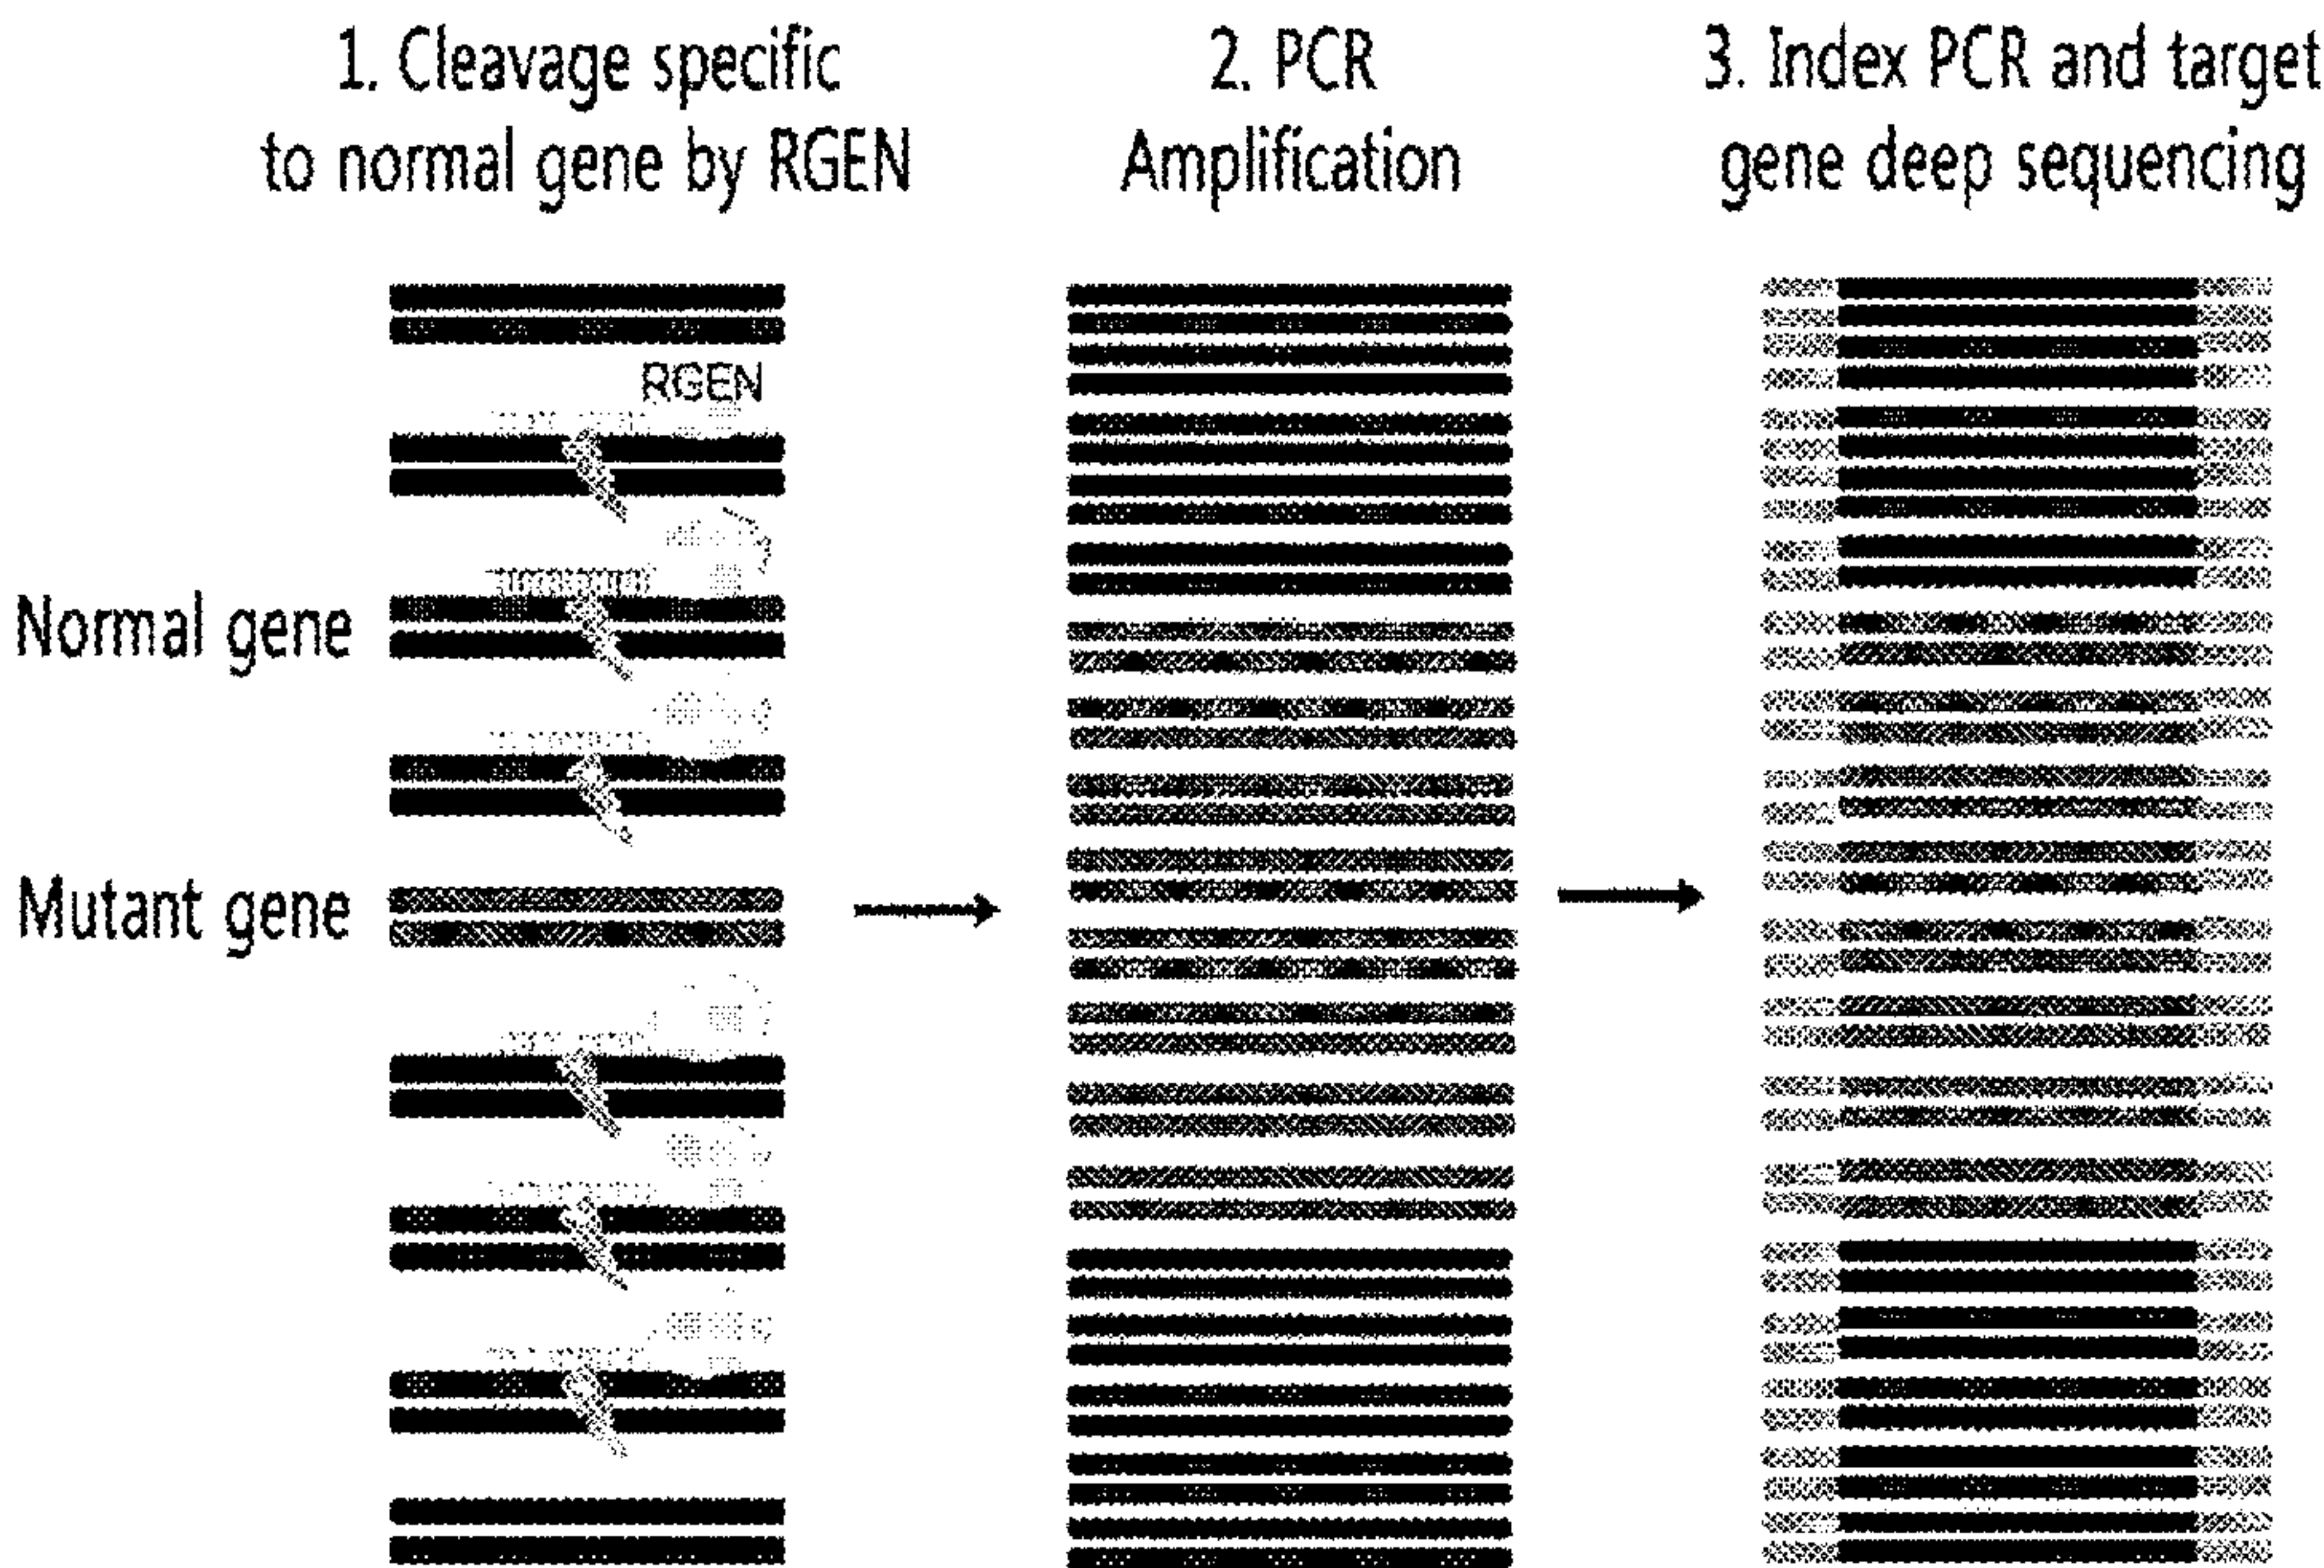 1. Cleavage specific
to normal gene by RGEN
2. PCR
Amplification
3. Index PCR and target
gene deep sequencing
RGEN
Normal gene
Mutant gene